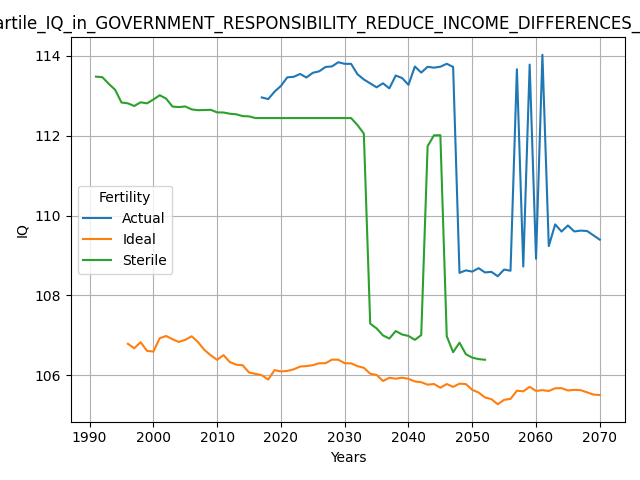 artile_IQ_in_GOVERNMENT_RESPONSIBILITY_REDUCE_INCOME_DIFFERENCES_
114
112
110
108
106
IQ
Fertility
Actual
Ideal
Sterile
1990 2000 2010 2020 2030 2040 2050 2060 2070
Years